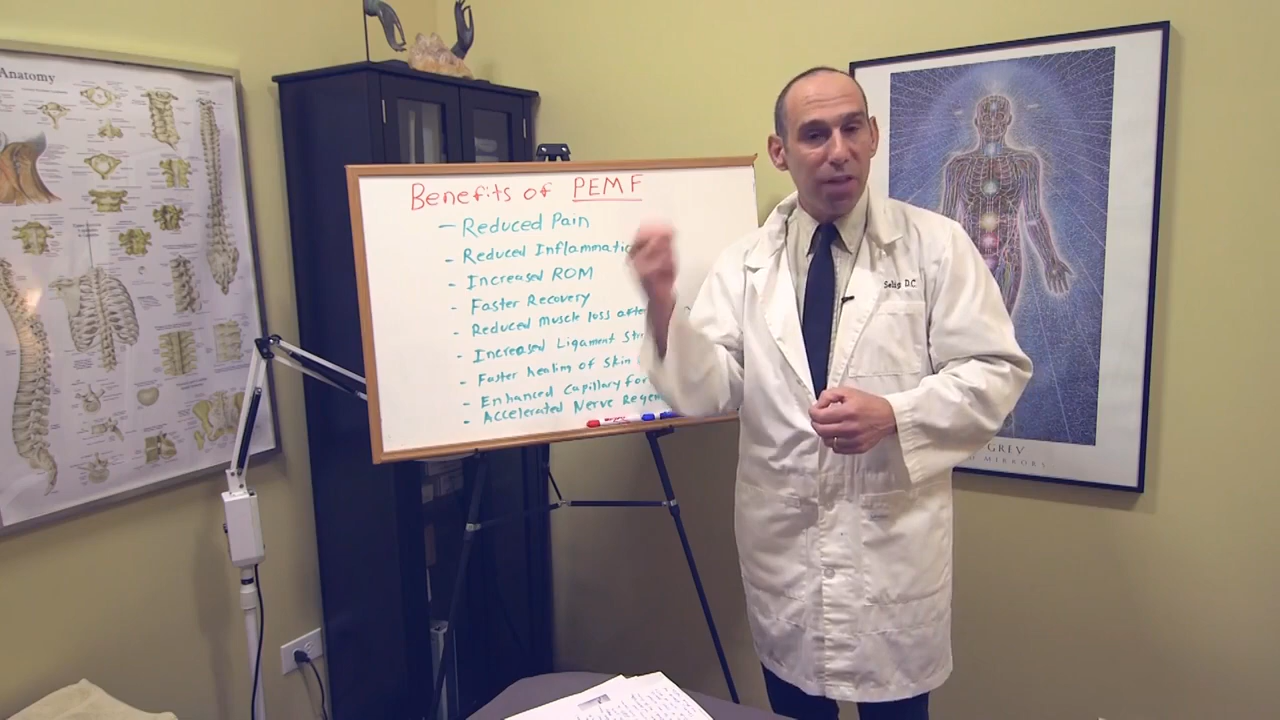 Anatomy
Benefits of PEMF
- Reduced Pain
- Reduced Inflammatio
- Increased ROM
- Faster Recovery
- Reduced muscle loss afte
- Increased Ligament Str
- Faster healing of Skin
- Enhanced Capillary for
- Accelerated Nerve Regen
Selig D.C.
GREY
MIRRORS